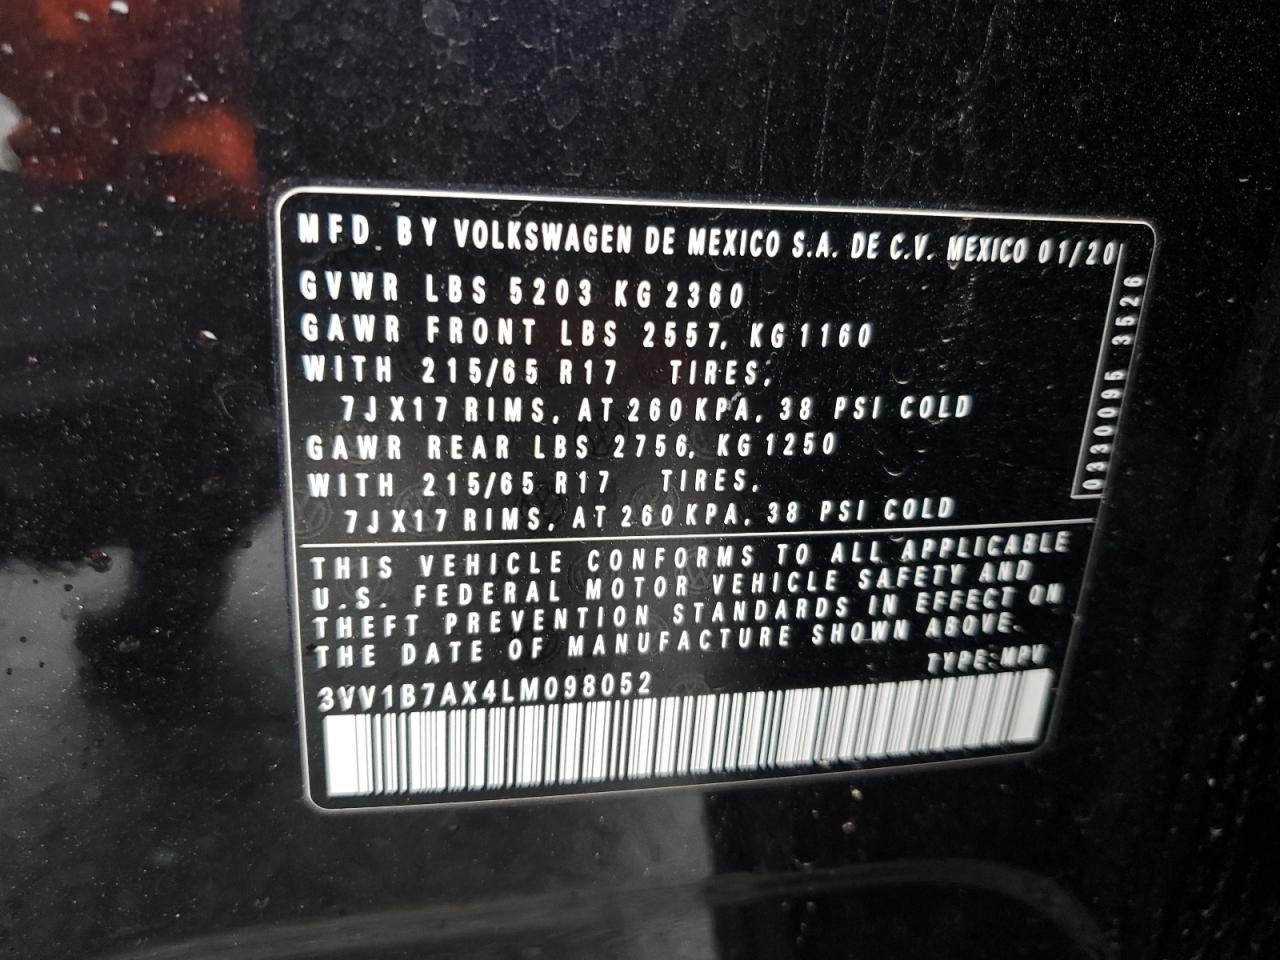 MFD. BY VOLKSWAGEN DE MEXICO S.A. DE C.V. MEXICO 01/20
GVWR LBS 5203 KG 2360
GAWR FRONT LBS 2557, KG 1160
WITH 215/65 R17 TIRES,
7JX17 RIMS, AT 260 KPA, 38 PSI COLD
GAWR REAR LBS 2756, KG 1250
WITH 215/65 R17 TIRES,
7JX17 RIMS, AT 260 KPA, 38 PSI COLD
0330095 3526
THIS VEHICLE CONFORMS TO ALL APPLICABLE
U.S. FEDERAL MOTOR VEHICLE SAFETY AND
THEFT PREVENTION STANDARDS IN EFFECT ON
THE DATE OF MANUFACTURE SHOWN ABOVE.
TYPE:MPV
3VV1B7AX4LM098052